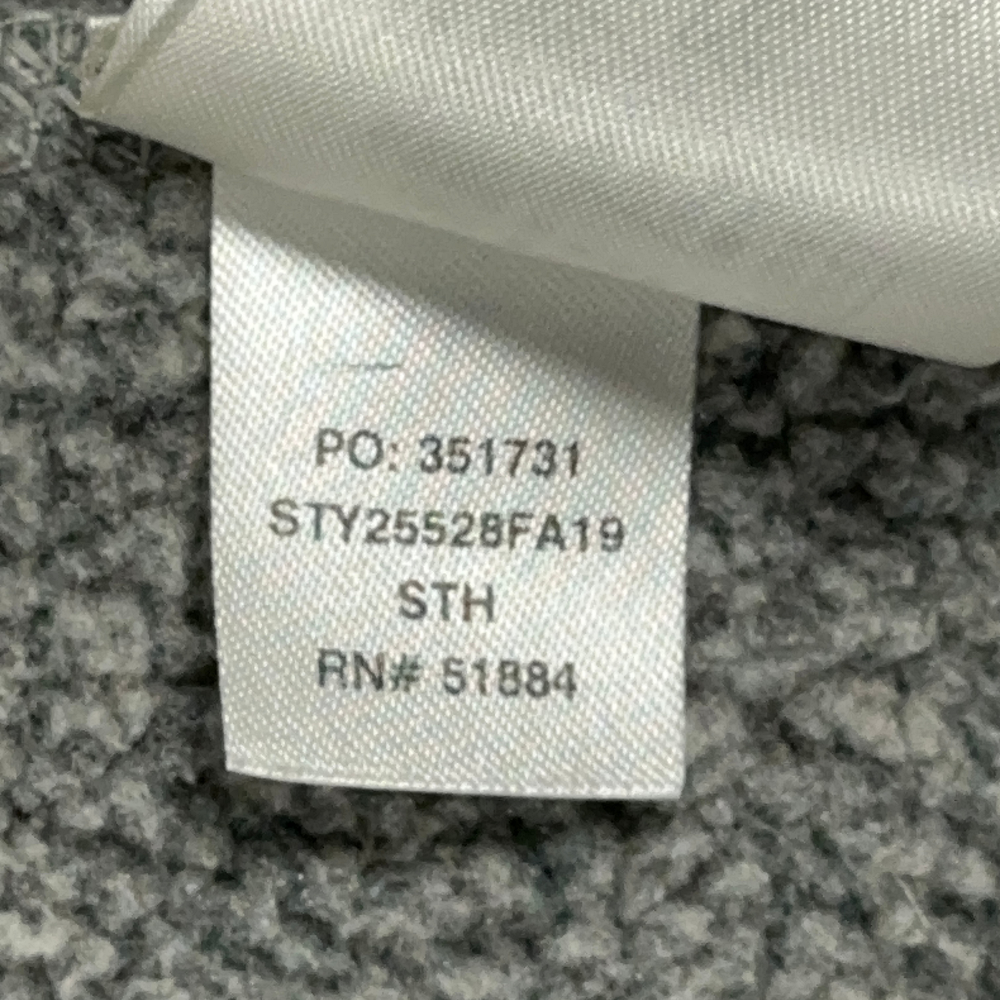 PO: 351731
STY25528FA19
STH
RN# 51884